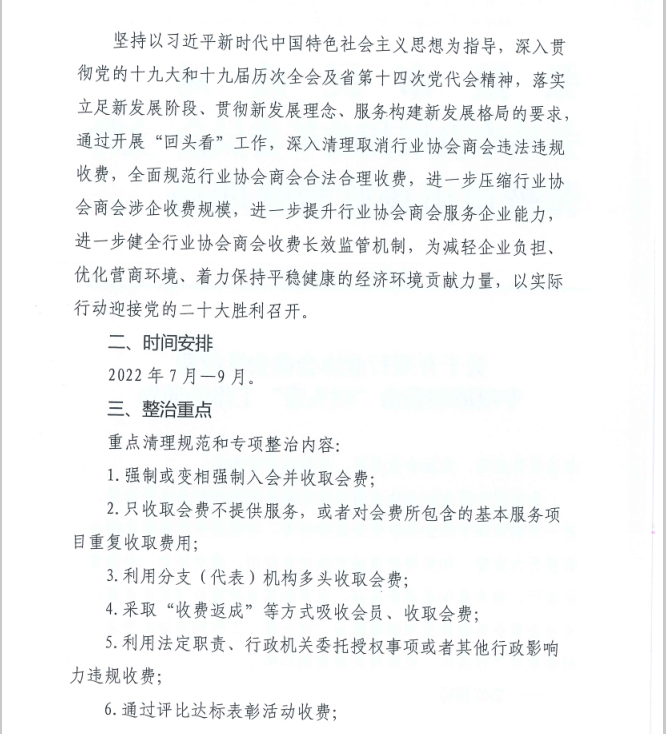 坚持以习近平新时代中国特色社会主义思想为指导，深入贯
彻党的十九大和十九届历次全会及省第十四次党代会精神，落实
立足新发展阶段、贯彻新发展理念、服务构建新发展格局的要求，
通过开展“回头看”工作，深入清理取消行业协会商会违法违规
收费，全面规范行业协会商会合法合理收费，进一步压缩行业协
会商会涉企收费规模，进一步提升行业协会商会服务企业能力，
进一步健全行业协会商会收费长效监管机制，为减轻企业负担、
优化营商环境、着力保持平稳健康的经济环境贡献力量，以实际
行动迎接党的二十大胜利召开。
二、时间安排
2022 年 7 月—9 月。
三、整治重点
重点清理规范和专项整治内容：
1.强制或变相强制入会并收取会费；
2.只收取会费不提供服务，或者对会费所包含的基本服务项
目重复收取费用；
3.利用分支（代表）机构多头收取会费；
4.采取“收费返成”等方式吸收会员、收取会费；
5.利用法定职责、行政机关委托授权事项或者其他行政影响
力违规收费；
6.通过评比达标表彰活动收费；